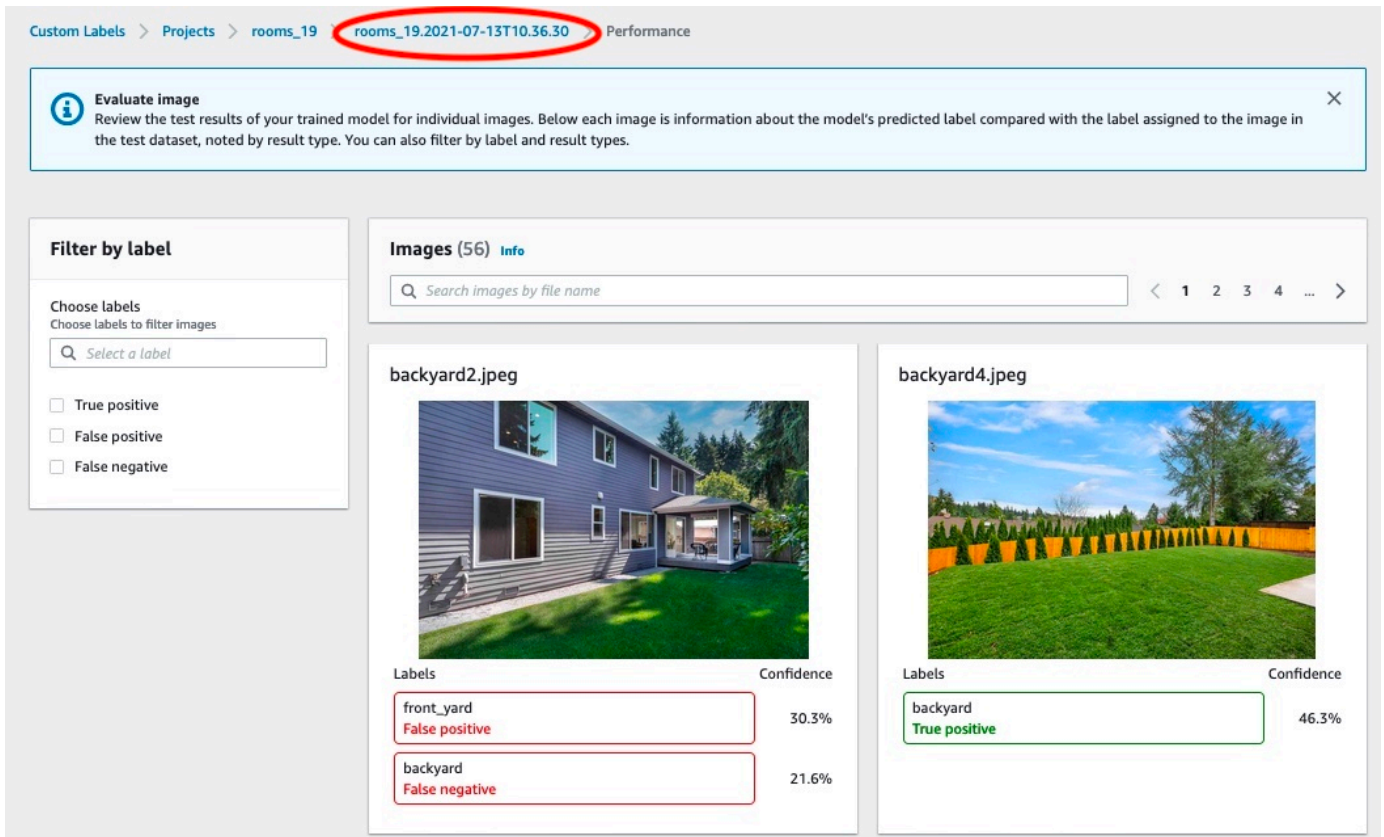 Custom Labels > Projects > rooms_19 > rooms_19.2021-07-13T10.36.30 > Performance
Evaluate image
Review the test results of your trained model for individual images. Below each image is information about the model's predicted label compared with the label assigned to the image in
the test dataset, noted by result type. You can also filter by label and result types.
Filter by label
Choose labels
Choose labels to filter images
Select a label
True positive
False positive
False negative
Images (56) Info
Search images by file name
< 1 2 3 4 ... >
backyard2.jpeg
Labels Confidence
front_yard
False positive
30.3%
backyard
False negative
21.6%
backyard4.jpeg
Labels Confidence
backyard
True positive
46.3%